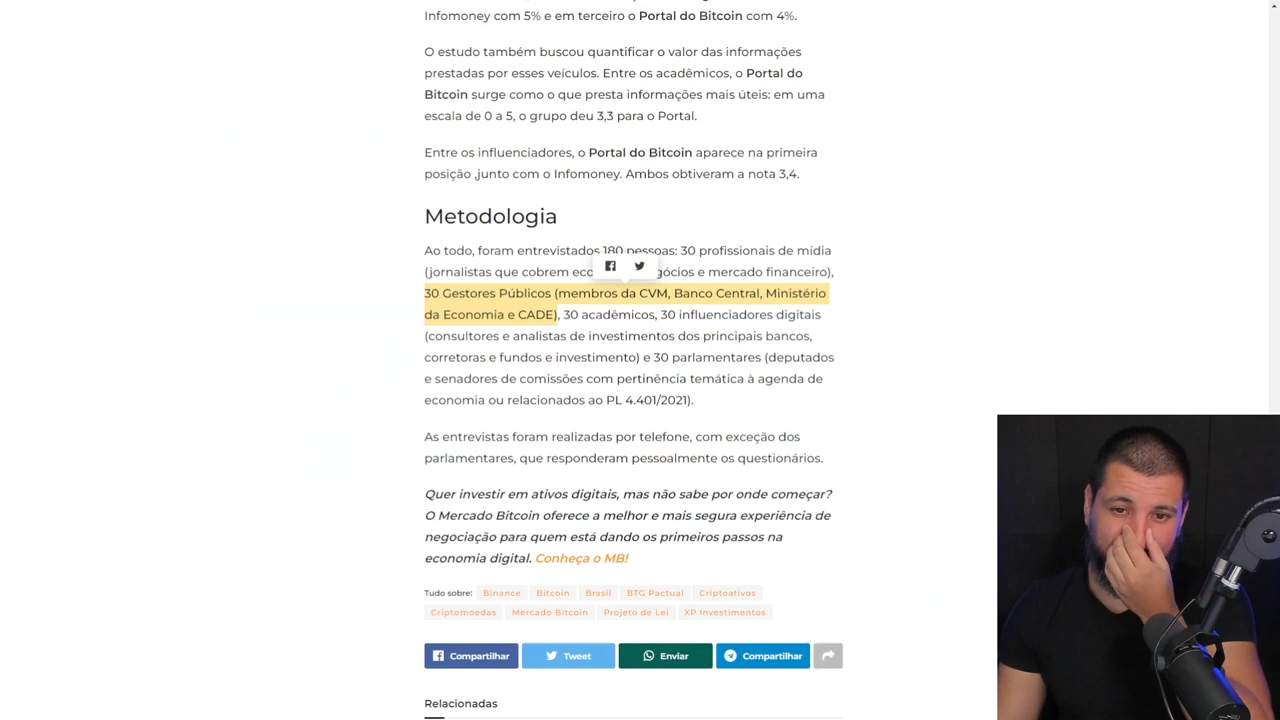 Infomoney com 5% e em terceiro o Portal do Bitcoin com 4%.
O estudo também buscou quantificar o valor das informações
prestadas por esses veículos. Entre os acadêmicos, o Portal do
Bitcoin surge como o que presta informações mais úteis: em uma
escala de 0 a 5, o grupo deu 3,3 para o Portal.
Entre os influenciadores, o Portal do Bitcoin aparece na primeira
posição ,junto com o Infomoney. Ambos obtiveram a nota 3,4.
Metodologia
Ao todo, foram entrevistados 180 pessoas: 30 profissionais de mídia
(jornalistas que cobrem eco gócios e mercado financeiro),
30 Gestores Públicos (membros da CVM, Banco Central, Ministério
da Economia e CADE), 30 acadêmicos, 30 influenciadores digitais
(consultores e analistas de investimentos dos principais bancos,
corretoras e fundos e investimento) e 30 parlamentares (deputados
e senadores de comissões com pertinência temática à agenda de
economia ou relacionados ao PL 4.401/2021).
As entrevistas foram realizadas por telefone, com exceção dos
parlamentares, que responderam pessoalmente os questionários.
Quer investir em ativos digitais, mas não sabe por onde começar?
O Mercado Bitcoin oferece a melhor e mais segura experiência de
negociação para quem está dando os primeiros passos na
economia digital. Conheça o MB!
Tudo sobre: Binance Bitcoin Brasil BTG Pactual Criptoativos
Criptomoedas Mercado Bitcoin Projeto de Lei XP Investimentos
Compartilhar Tweet Enviar Compartilhar
Relacionadas